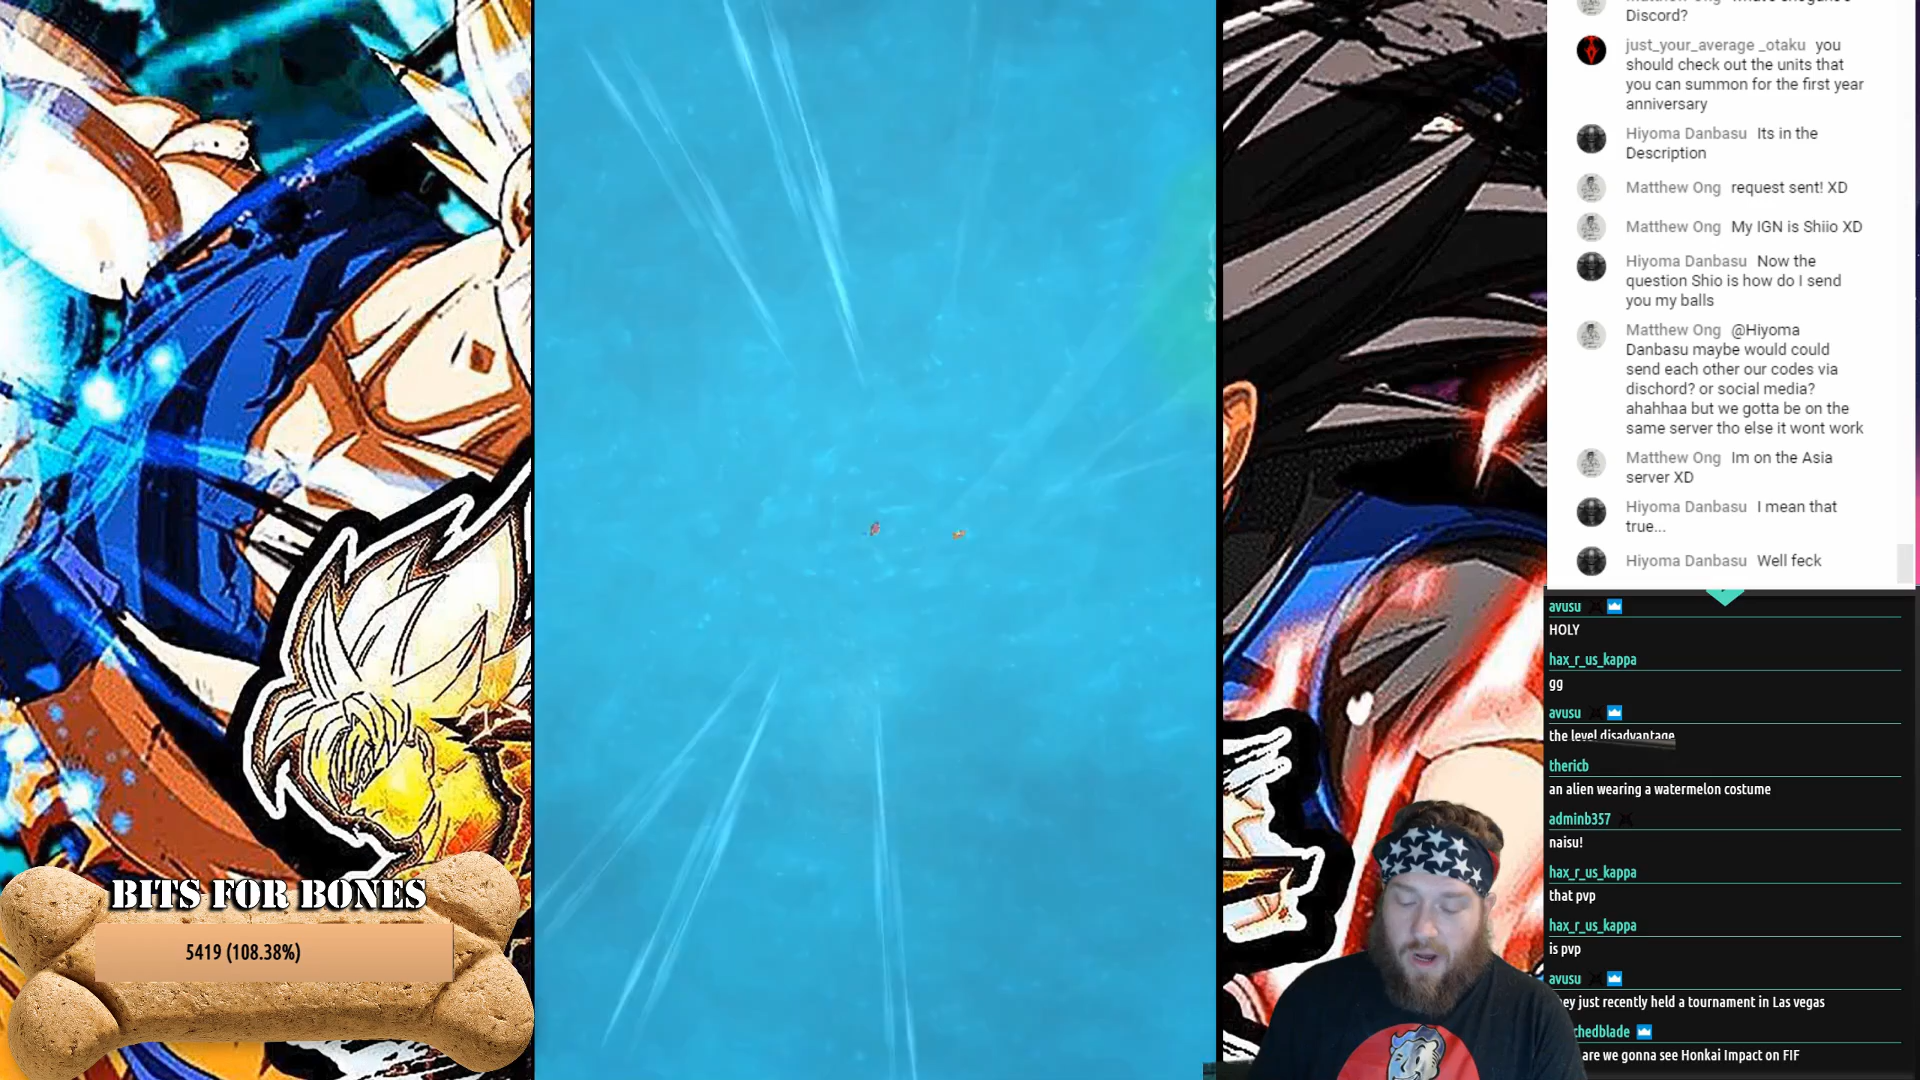 BITS FOR BONES
5419 (108.38%)
Discord?
just_your_average _otaku you
should check out the units that
you can summon for the first year
anniversary
Hiyoma Danbasu Its in the
Description
Matthew Ong request sent! XD
Matthew Ong My IGN is Shiio XD
Hiyoma Danbasu Now the
question Shio is how do I send
you my balls
Matthew Ong @Hiyoma
Danbasu maybe would could
send each other our codes via
dischord? or social media?
ahahhaa but we gotta be on the
same server tho else it wont work
Matthew Ong Im on the Asia
server XD
Hiyoma Danbasu I mean that
true...
Hiyoma Danbasu Well feck
avusu
HOLY
hax_r_us_kappa
gg
avusu
the level disadvantage
thericb
an alien wearing a watermelon costume
adminb357
naisu!
hax_r_us_kappa
that pvp
hax_r_us_kappa
is pvp
avusu
just recently held a tournament in Las vegas
are we gonna see Honkai Impact on FIF